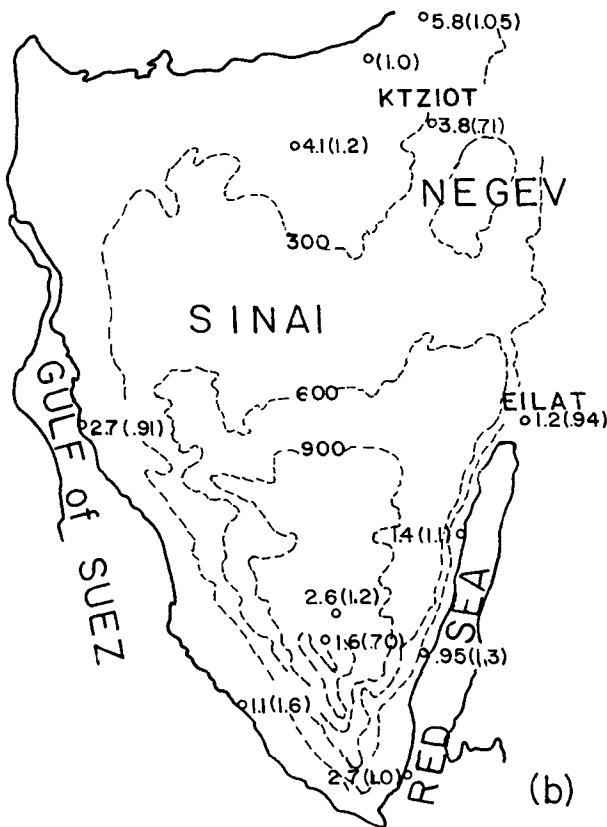 5.8(1.05)
(1.0)
KTZIOT
3.8(.71)
4.1(1.2)
NEGEV
300
SINAI
600
EILAT
1.2(.94)
GULF of SUEZ
2.7(.91)
900
1.4(1.1)
2.6(1.2)
1.6(.70)
.95(1.3)
1.1(1.6)
RED SEA
2.7(1.0)
(b)